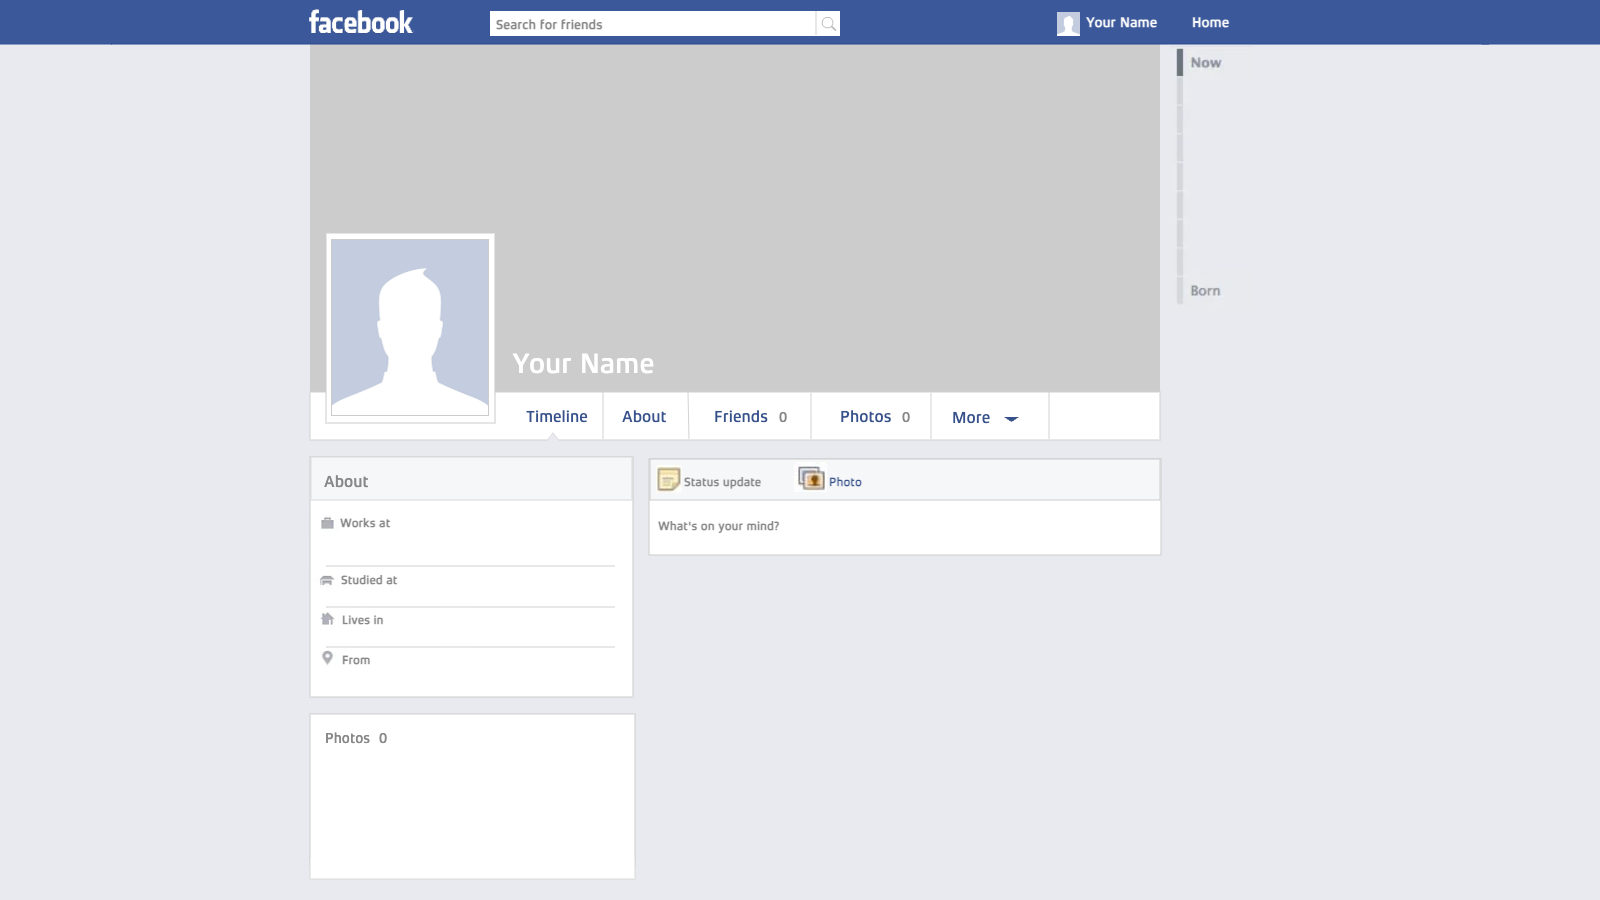 facebook
Search for friends
Your Name
Home
Now
Born
Your Name
Timeline
About
Friends 0
Photos 0
More
About
Works at
Studied at
Lives in
From
Status update
Photo
What's on your mind?
Photos 0